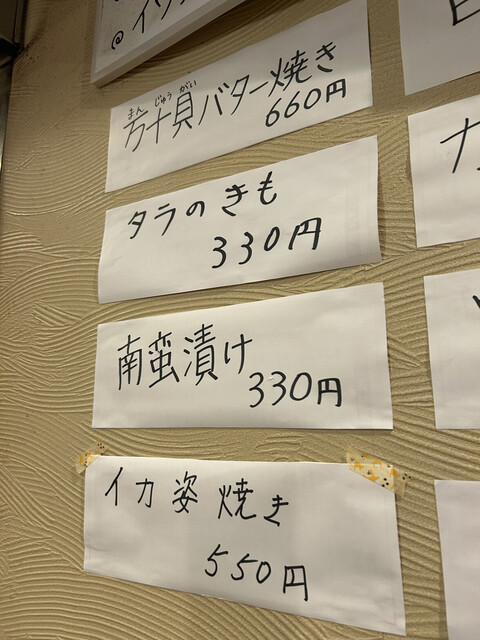 @イソ
まんじゅうがい
万十貝バター焼き
660円
タラのきも
330円
南蛮漬け
330円
イカ姿焼き
550円